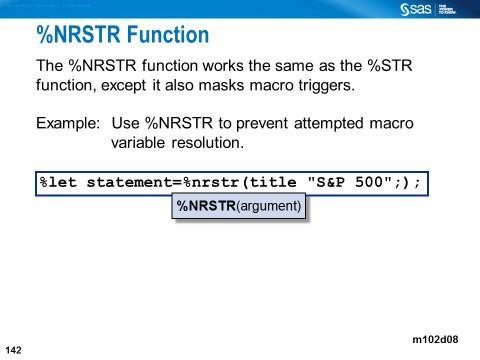 sas THE POWER TO KNOW
%NRSTR Function
The %NRSTR function works the same as the %STR
function, except it also masks macro triggers.
Example: Use %NRSTR to prevent attempted macro
variable resolution.
%let statement=%nrstr(title "S&P 500";);
%NRSTR(argument)
m102d08
142